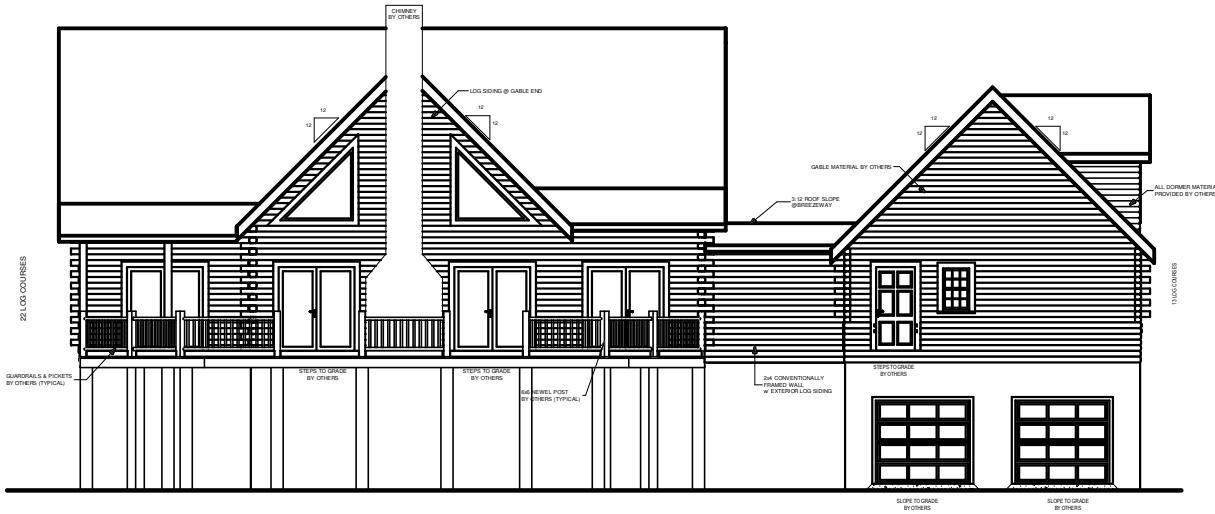 CHIMNEY
BY OTHERS
LOG SIDING @ GABLE END
12
12
12
12
12
12
12
12
GABLE MATERIAL BY OTHERS
ALL DORMER MATERIA
PROVIDED BY OTHERS
3:12 ROOF SLOPE
@BREEZEWAY
22 LOG COURSES
13 LOG COURSES
GUARDRAILS & PICKETS
BY OTHERS (TYPICAL)
STEPS TO GRADE
BY OTHERS
STEPS TO GRADE
BY OTHERS
6x6 NEWEL POST
BY OTHERS (TYPICAL)
2x4 CONVENTIONALLY
FRAMED WALL
w/ EXTERIOR LOG SIDING
STEPS TO GRADE
BY OTHERS
SLOPE TO GRADE
BY OTHERS
SLOPE TO GRADE
BY OTHERS